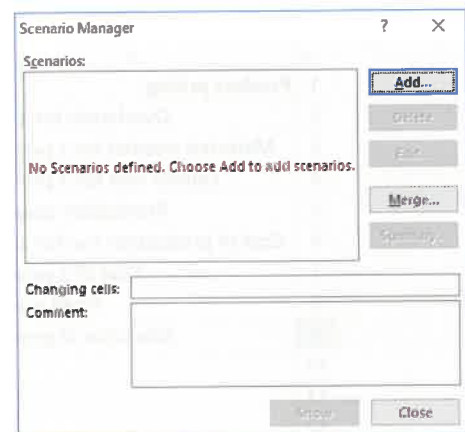 Scenario Manager ? ×
Scenarios:
No Scenarios defined. Choose Add to add scenarios.
Add...
Delete
Edit...
Merge...
Summary...
Changing cells:
Comment:
Show
Close